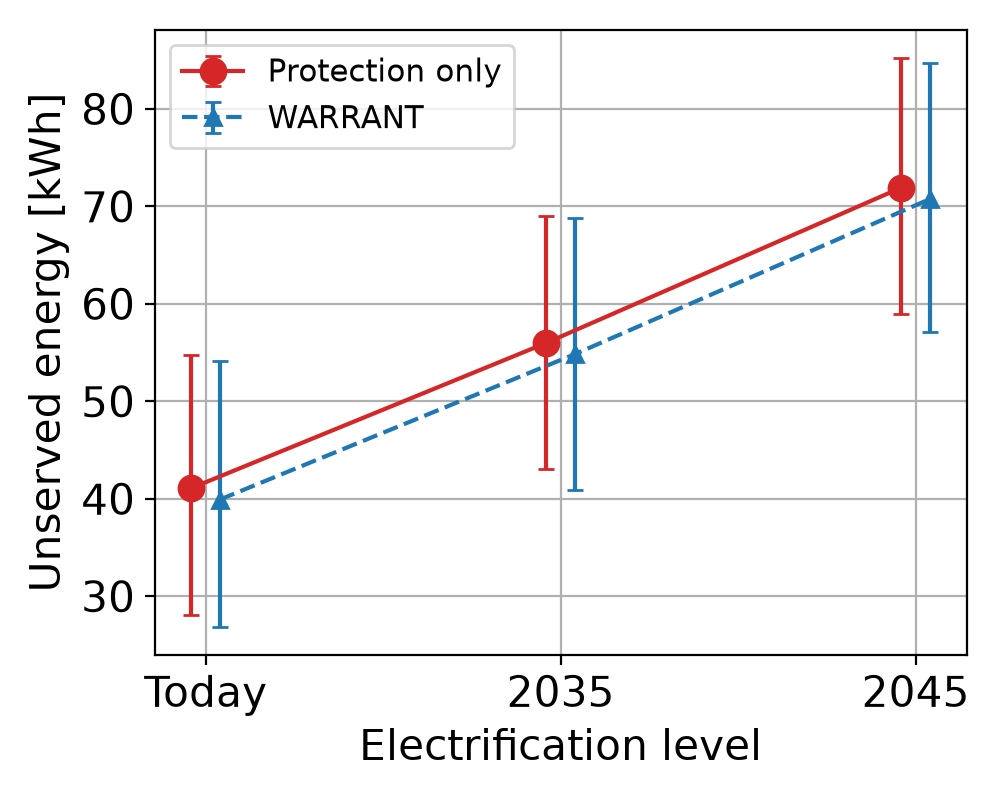 Protection only
WARRANT
Unserved energy [kWh]
80
70
60
50
40
30
Today 2035 2045
Electrification level